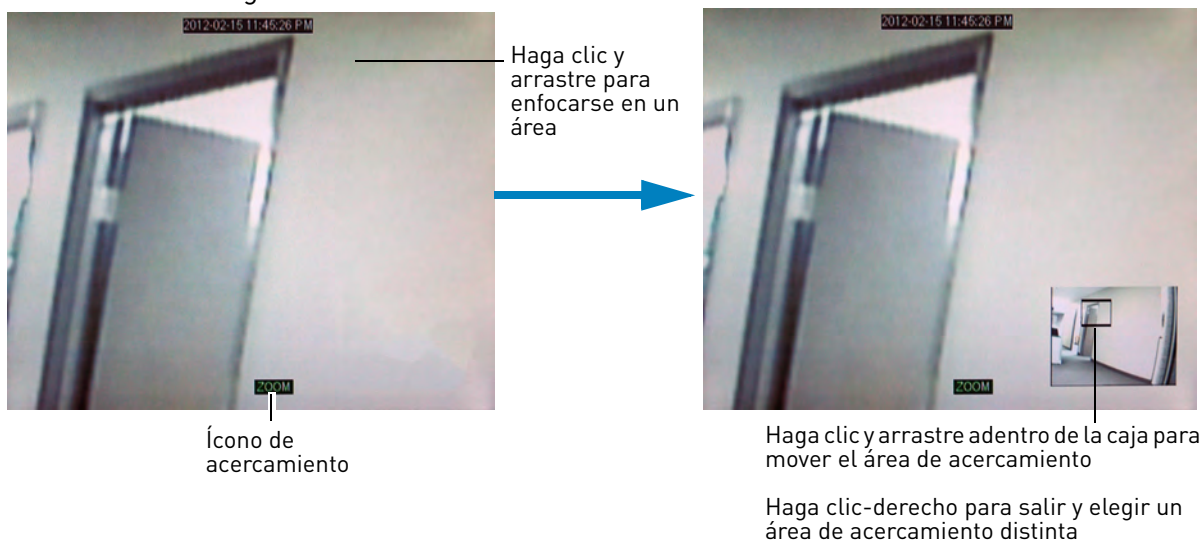 2012-02-15 11:45:26 PM
Haga clic y
arrastre para
enfocarse en un
área
ZOOM
Ícono de
acercamiento
2012-02-15 11:45:26 PM
ZOOM
Haga clic y arrastre adentro de la caja para
mover el área de acercamiento
Haga clic-derecho para salir y elegir un
área de acercamiento distinta